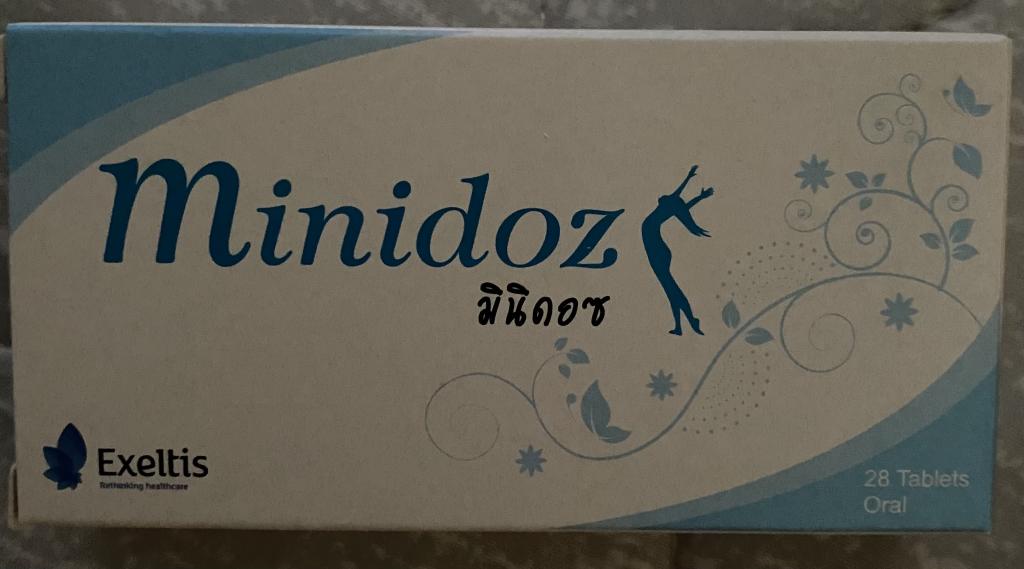 Minidoz
มินิดอซ
Exeltis
Rethinking healthcare
28 Tablets
Oral